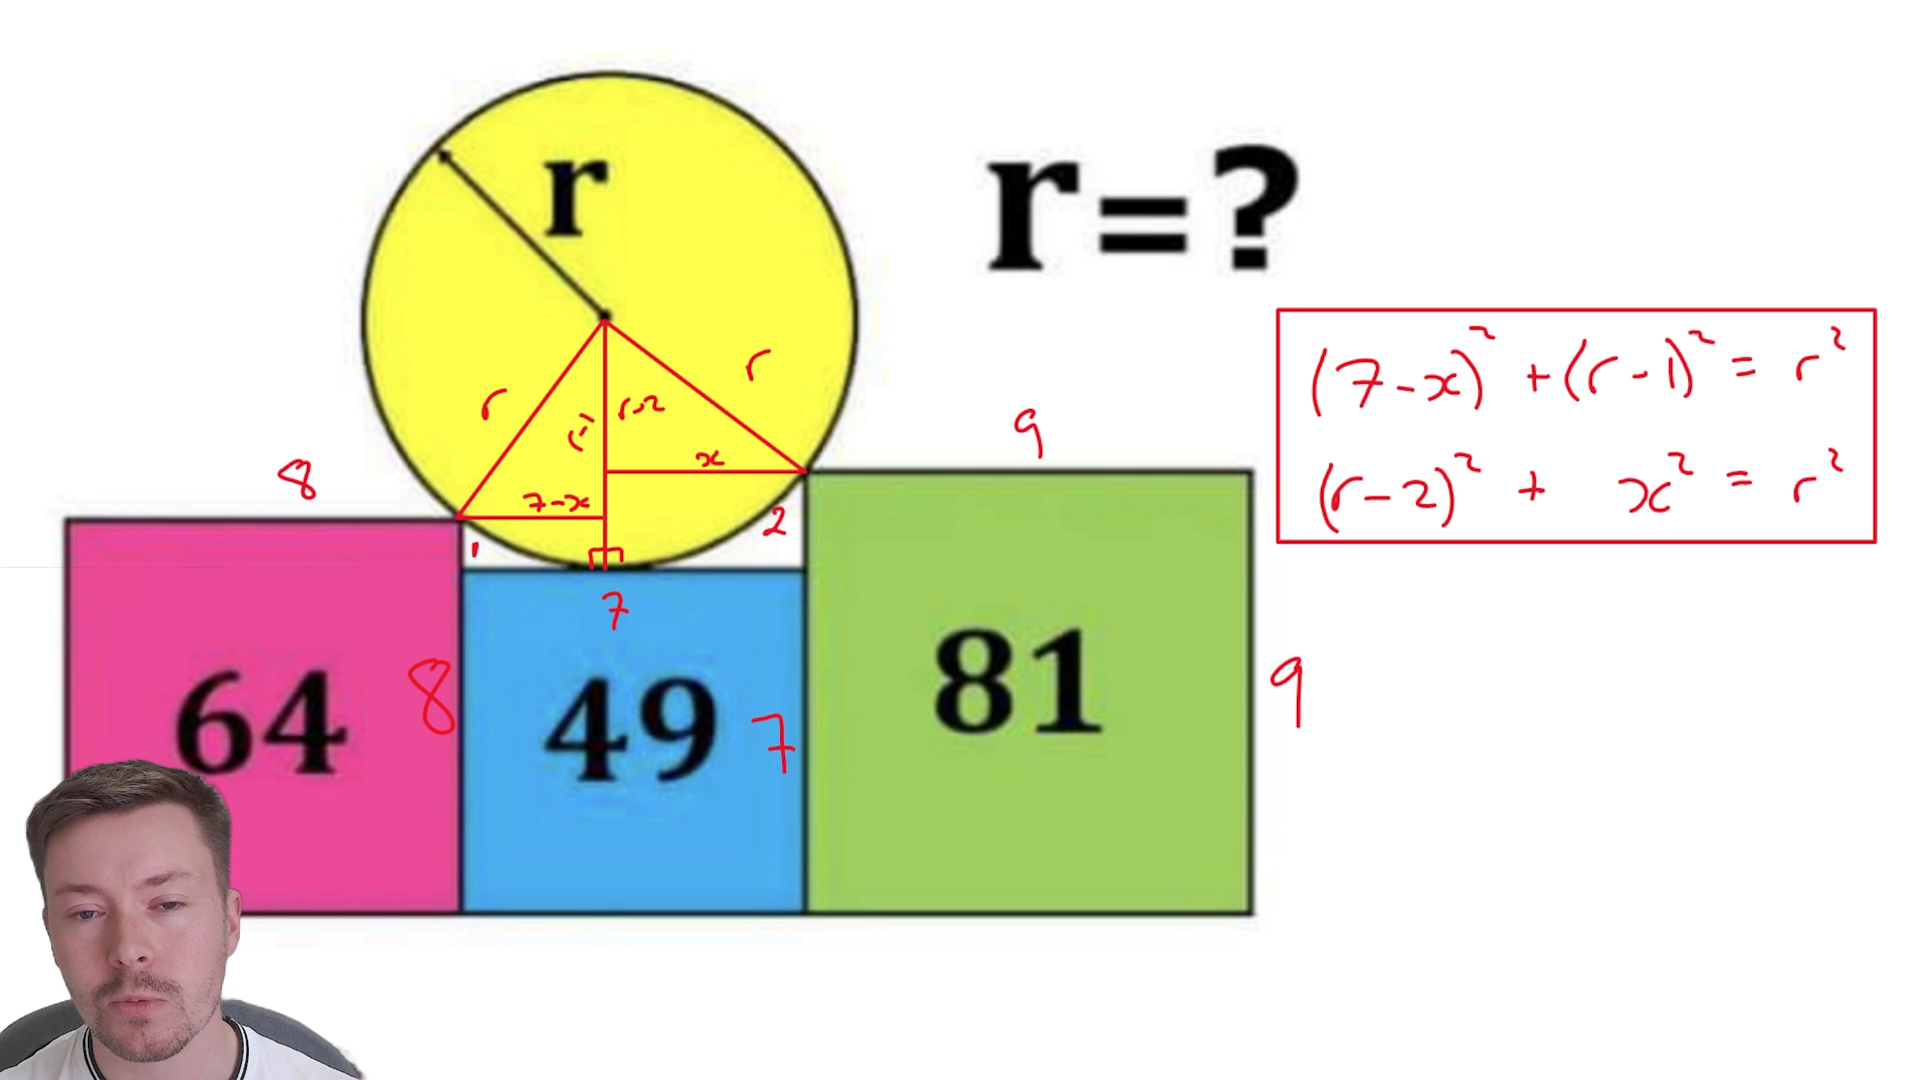 r
r=?
r
r
(7-x)² + (r-1)² = r²
r-1
r-2
9
x
8
(r-2)² + x² = r²
7-x
2
1
7
64
8
49
7
81
9